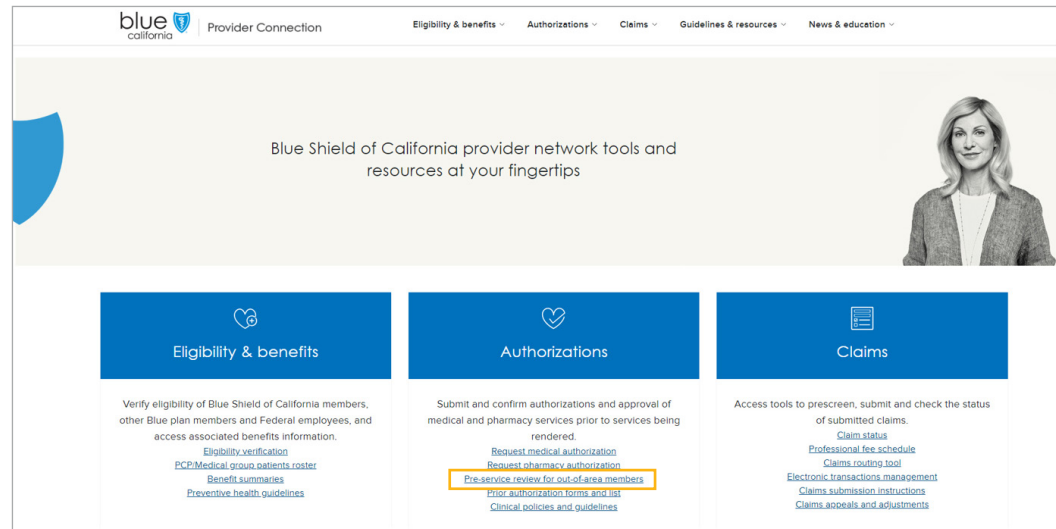 blue
california
Provider Connection
Eligibility & benefits
Authorizations
Claims
Guidelines & resources
News & education
Blue Shield of California provider network tools and
resources at your fingertips
Eligibility & benefits
Verify eligibility of Blue Shield of California members,
other Blue plan members and Federal employees, and
access associated benefits information.
Eligibility verification
PCP/Medical group patients roster
Benefit summaries
Preventive health guidelines
Authorizations
Submit and confirm authorizations and approval of
medical and pharmacy services prior to services being
rendered.
Request medical authorization
Request pharmacy authorization
Pre-service review for out-of-area members
Prior authorization forms and list
Clinical policies and guidelines
Claims
Access tools to prescreen, submit and check the status
of submitted claims.
Claim status
Professional fee schedule
Claims routing tool
Electronic transactions management
Claims submission instructions
Claims appeals and adjustments